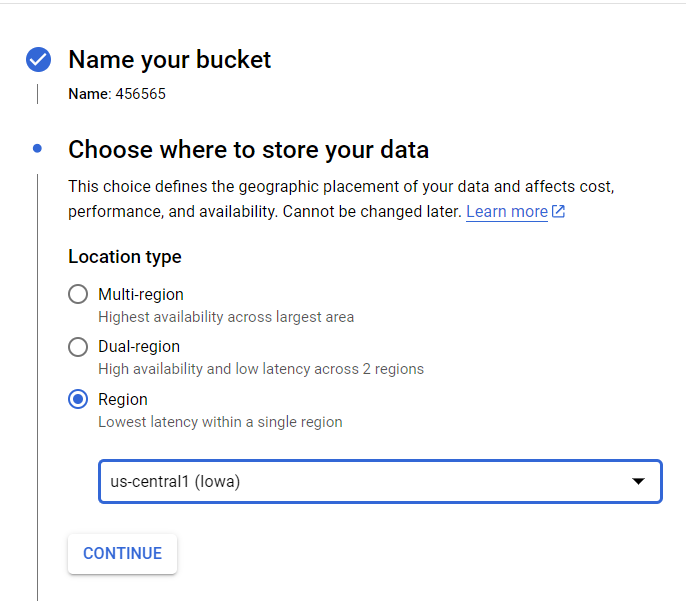 Name your bucket
Name: 456565
Choose where to store your data
This choice defines the geographic placement of your data and affects cost,
performance, and availability. Cannot be changed later. Learn more
Location type
Multi-region
Highest availability across largest area
Dual-region
High availability and low latency across 2 regions
Region
Lowest latency within a single region
us-central1 (Iowa)
CONTINUE